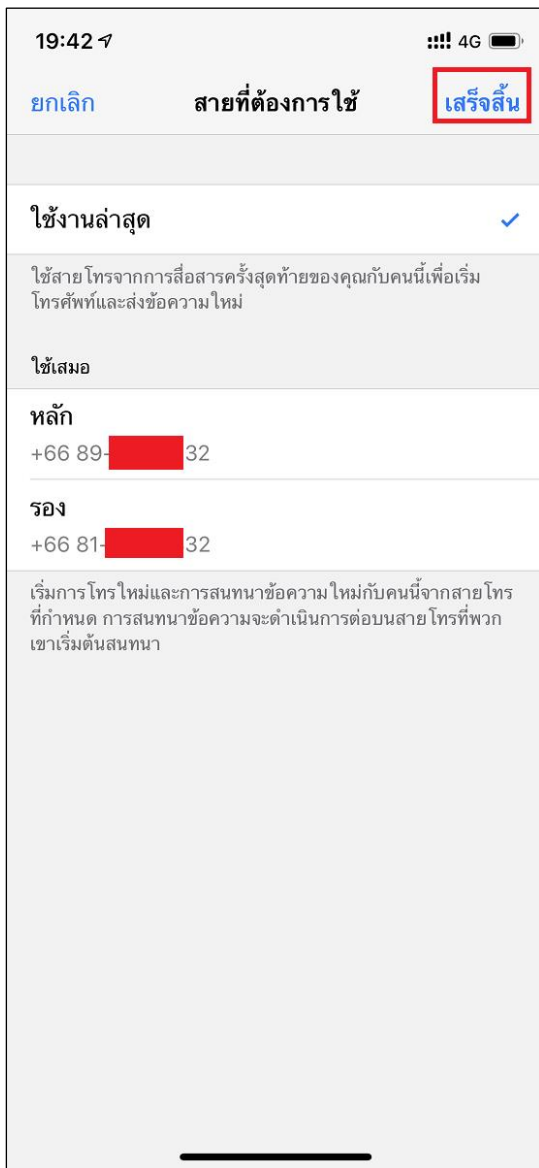 19:42 4G
ยกเลิก สายที่ต้องการใช้ เสร็จสิ้น
ใช้งานล่าสุด
ใช้สายโทรจากการสื่อสารครั้งสุดท้ายของคุณกับคนนี้เพื่อเริ่ม
โทรศัพท์และส่งข้อความใหม่
ใช้เสมอ
หลัก
+66 89- 32
รอง
+66 81- 32
เริ่มการโทรใหม่และการสนทนาข้อความใหม่กับคนนี้จากสายโทร
ที่กำหนด การสนทนาข้อความจะดำเนินการต่อบนสายโทรที่พวก
เขาเริ่มต้นสนทนา